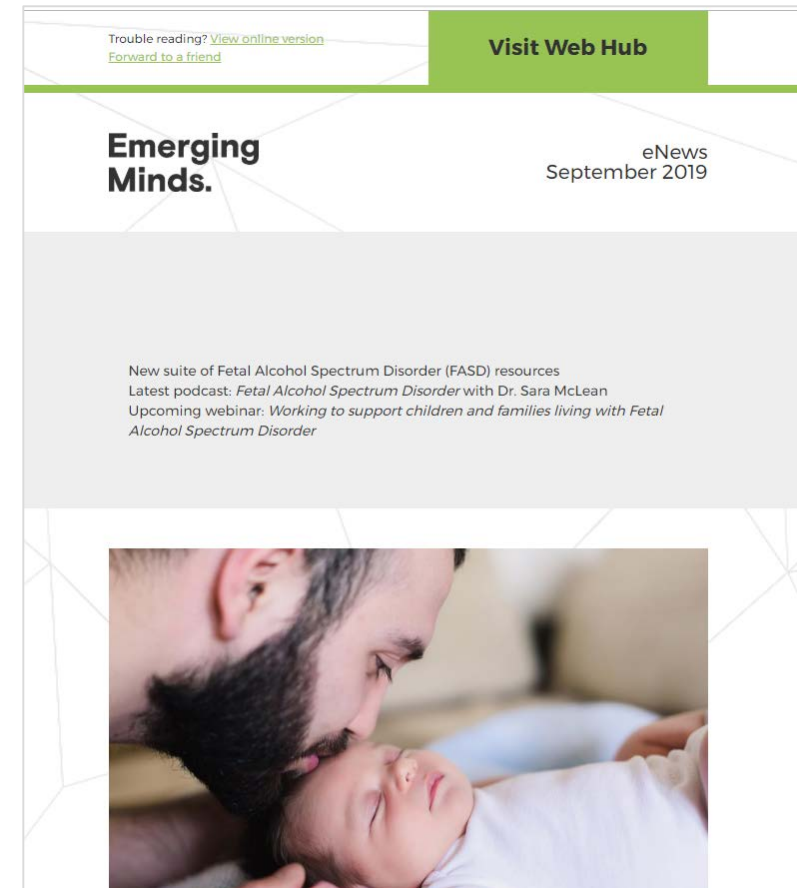 Trouble reading? View online version
Forward to a friend
Visit Web Hub
Emerging
Minds.
eNews
September 2019
New suite of Fetal Alcohol Spectrum Disorder (FASD) resources
Latest podcast: Fetal Alcohol Spectrum Disorder with Dr. Sara McLean
Upcoming webinar: Working to support children and families living with Fetal
Alcohol Spectrum Disorder